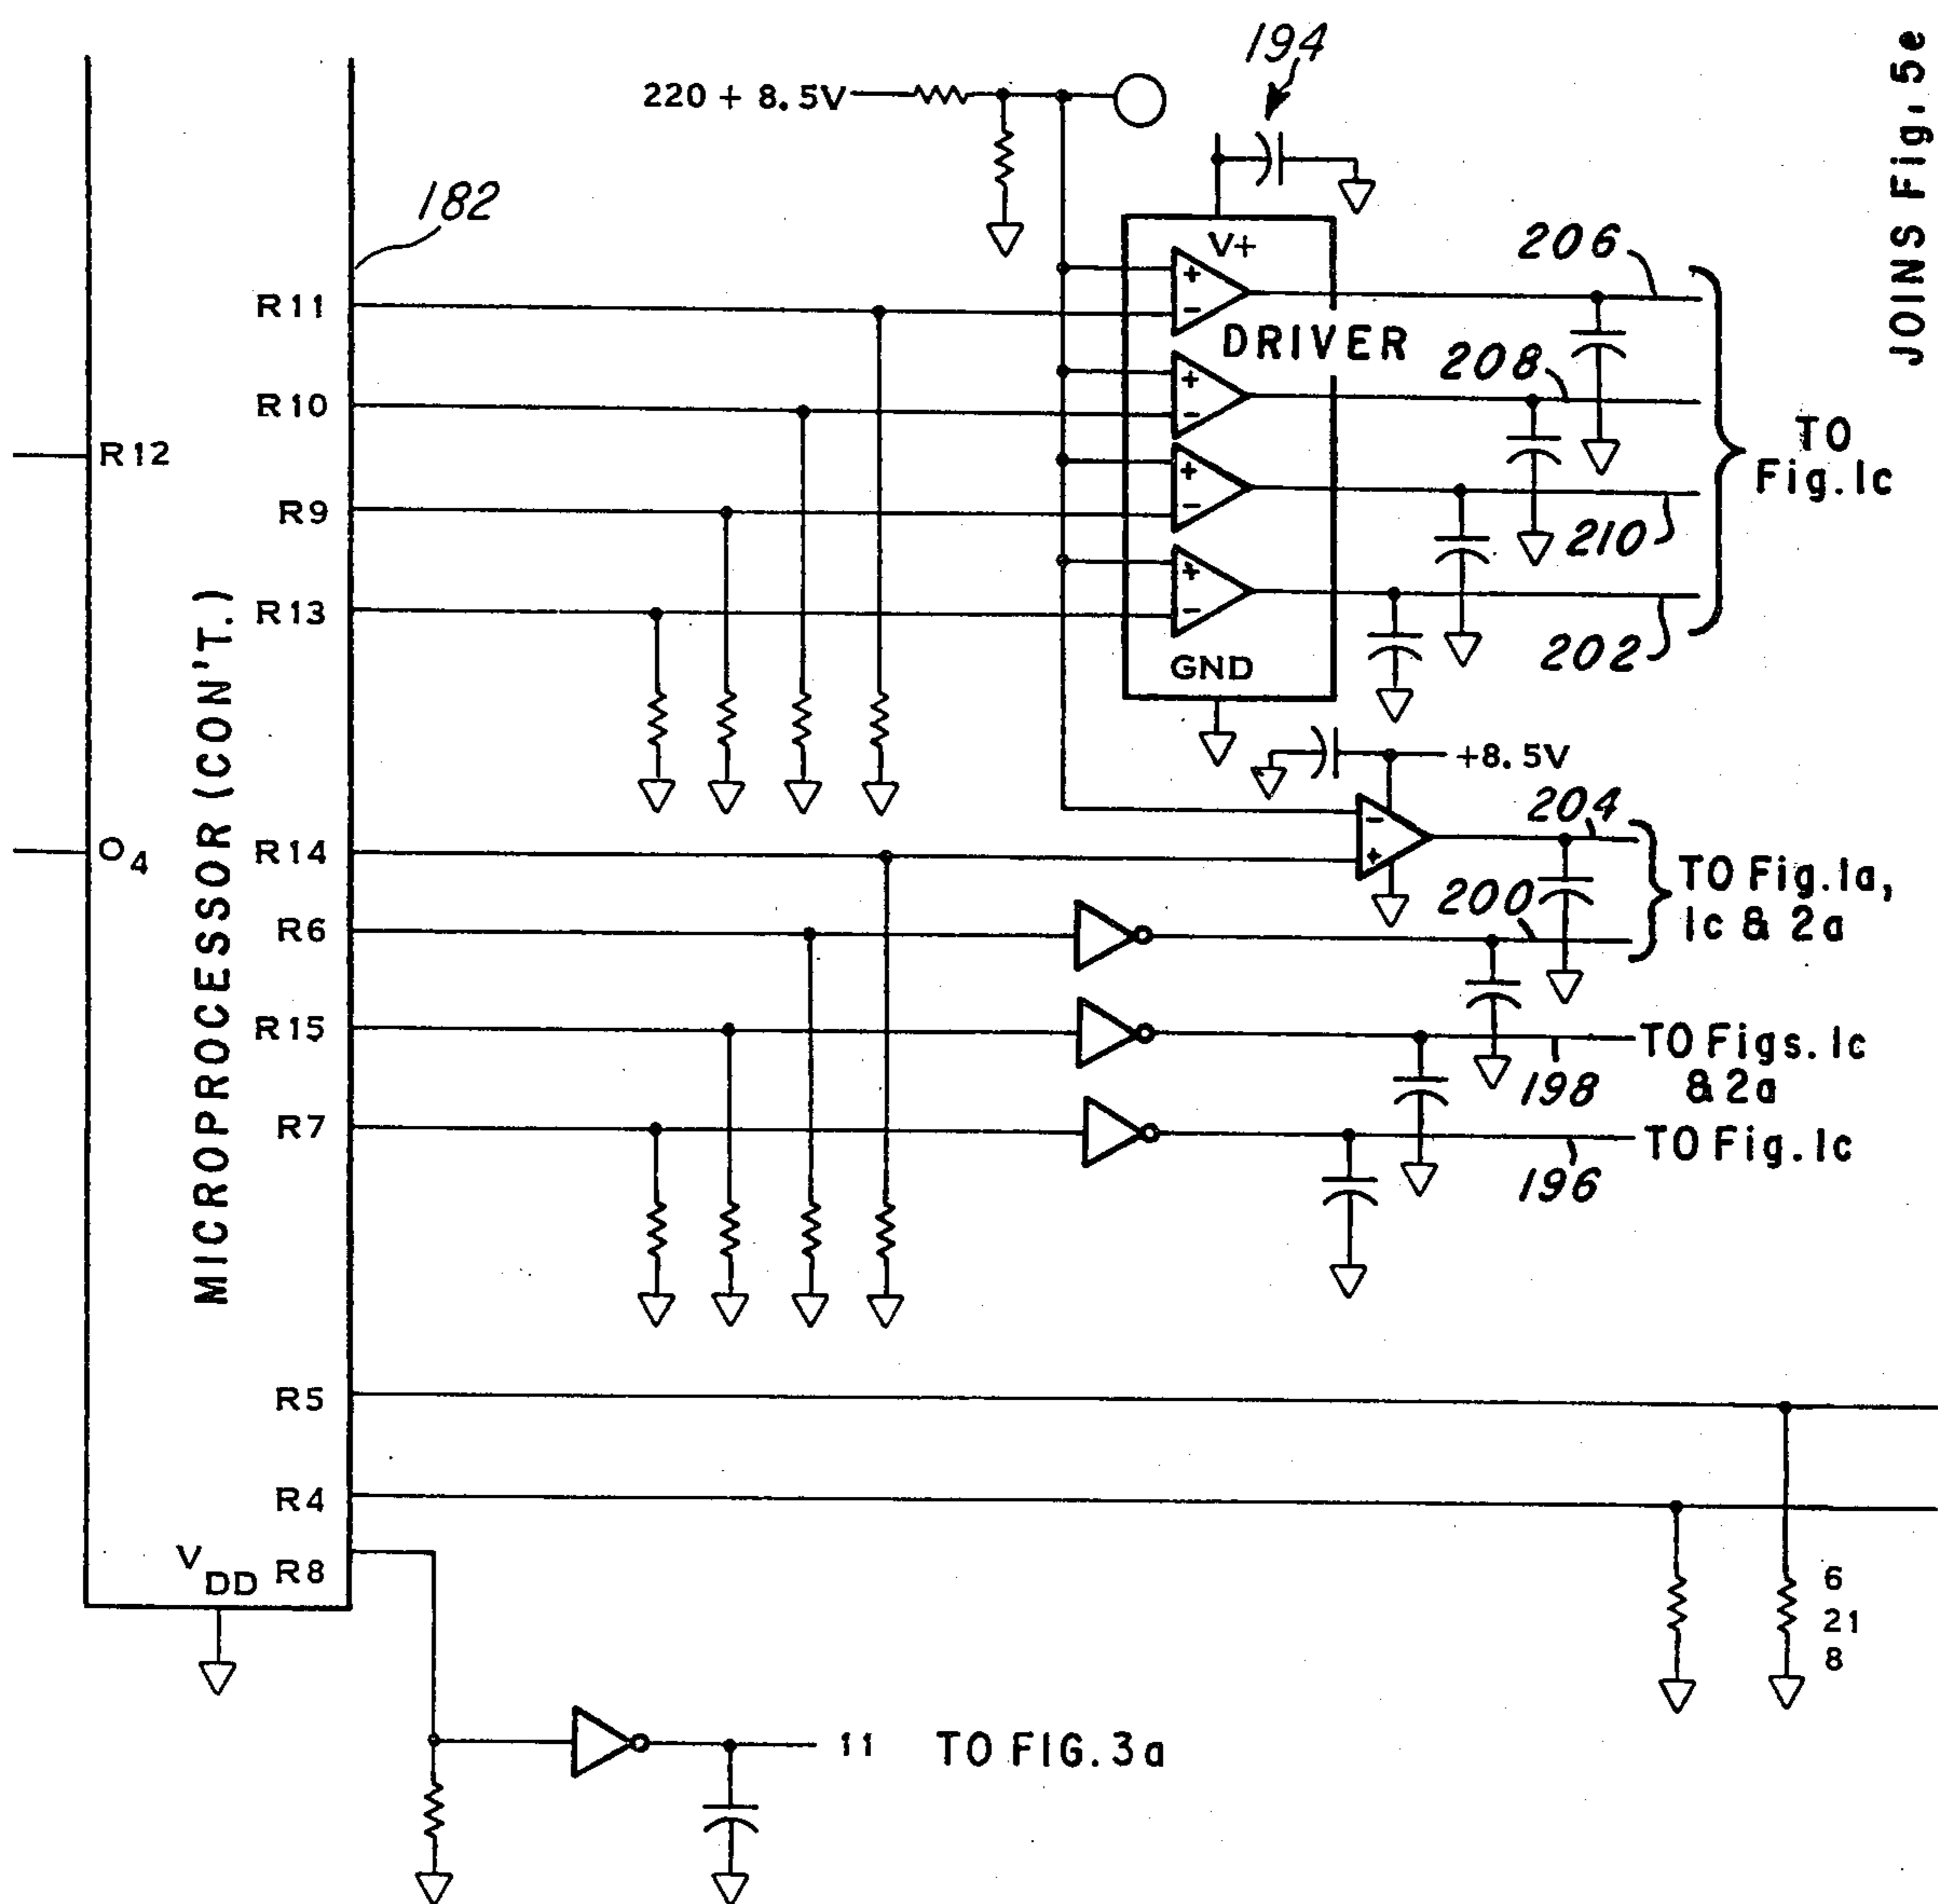 194
JOINS Fig. 5e
220 + 8.5V
182
V+
206
R11
DRIVER
208
R10
TO
Fig. 1c
R12
R9
210
R13
202
GND
MICROPROCESSOR (CON'T.)
+8.5V
204
O4
R14
TO Fig. 1a,
1c & 2a
200
R6
R15
TO Figs. 1c
& 2a
198
R7
TO Fig. 1c
196
R5
R4
VDD
R8
6
21
8
11
TO FIG. 3a
+
-
+
-
+
-
+
-
-
+